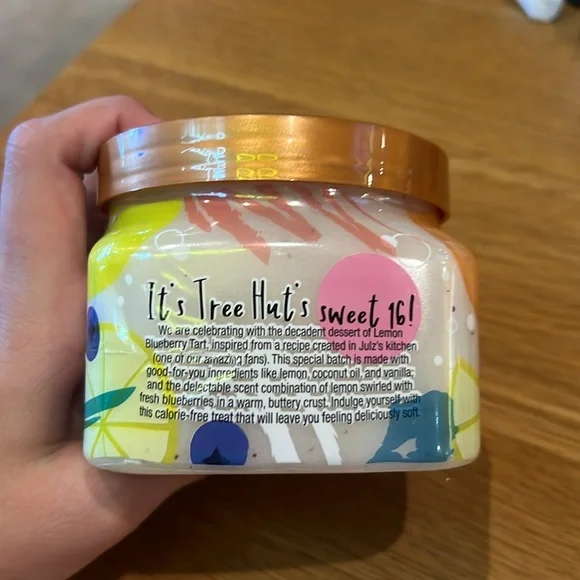 It's Tree Hut's sweet 16!
We are celebrating with the decadent dessert of Lemon
Blueberry Tart, inspired from a recipe created in Julz's kitchen
(one of our amazing fans). This special batch is made with
good-for-you ingredients like lemon, coconut oil, and vanilla;
and the delectable scent combination of lemon swirled with
fresh blueberries in a warm, buttery crust. Indulge yourself with
this calorie-free treat that will leave you feeling deliciously soft.